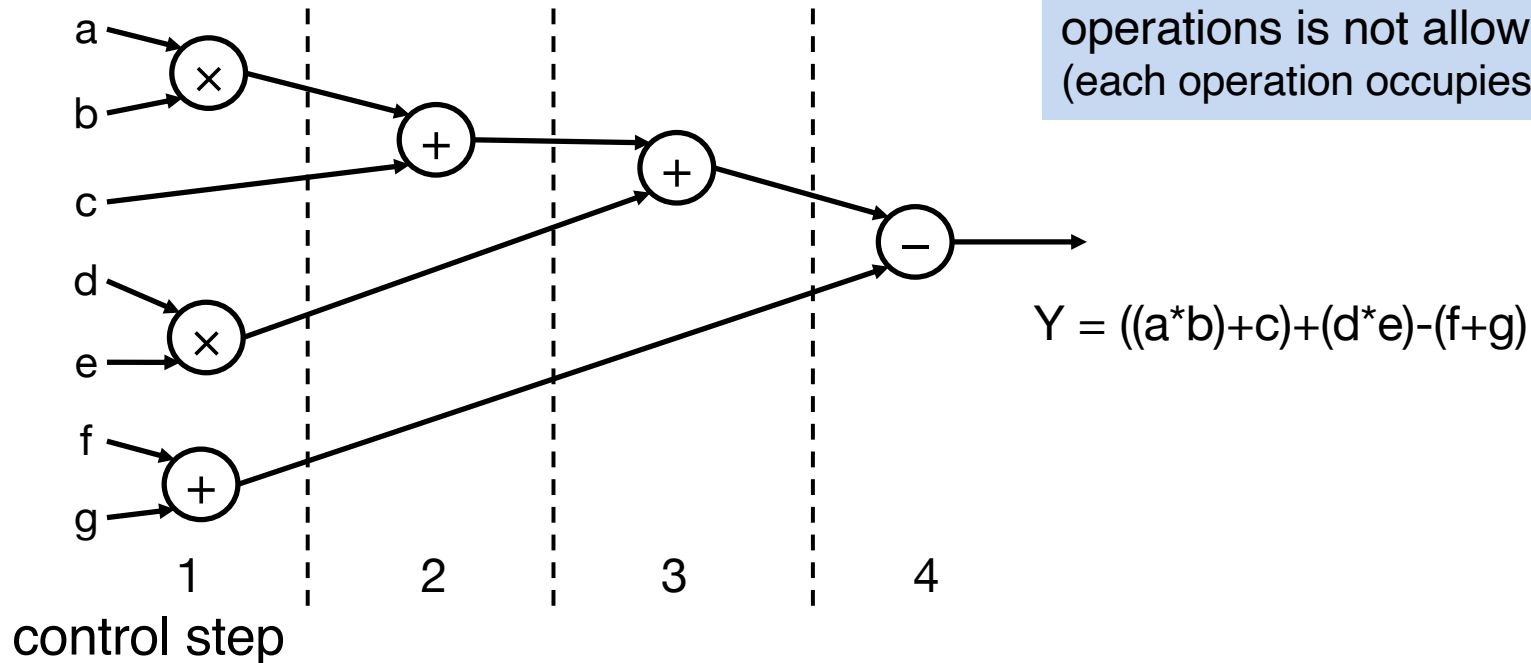 operations is not allow
(each operation occupies
a
×
b
+
+
c
−
d
×
e
Y = ((a*b)+c)+(d*e)-(f+g)
f
+
g
1 2 3 4
control step